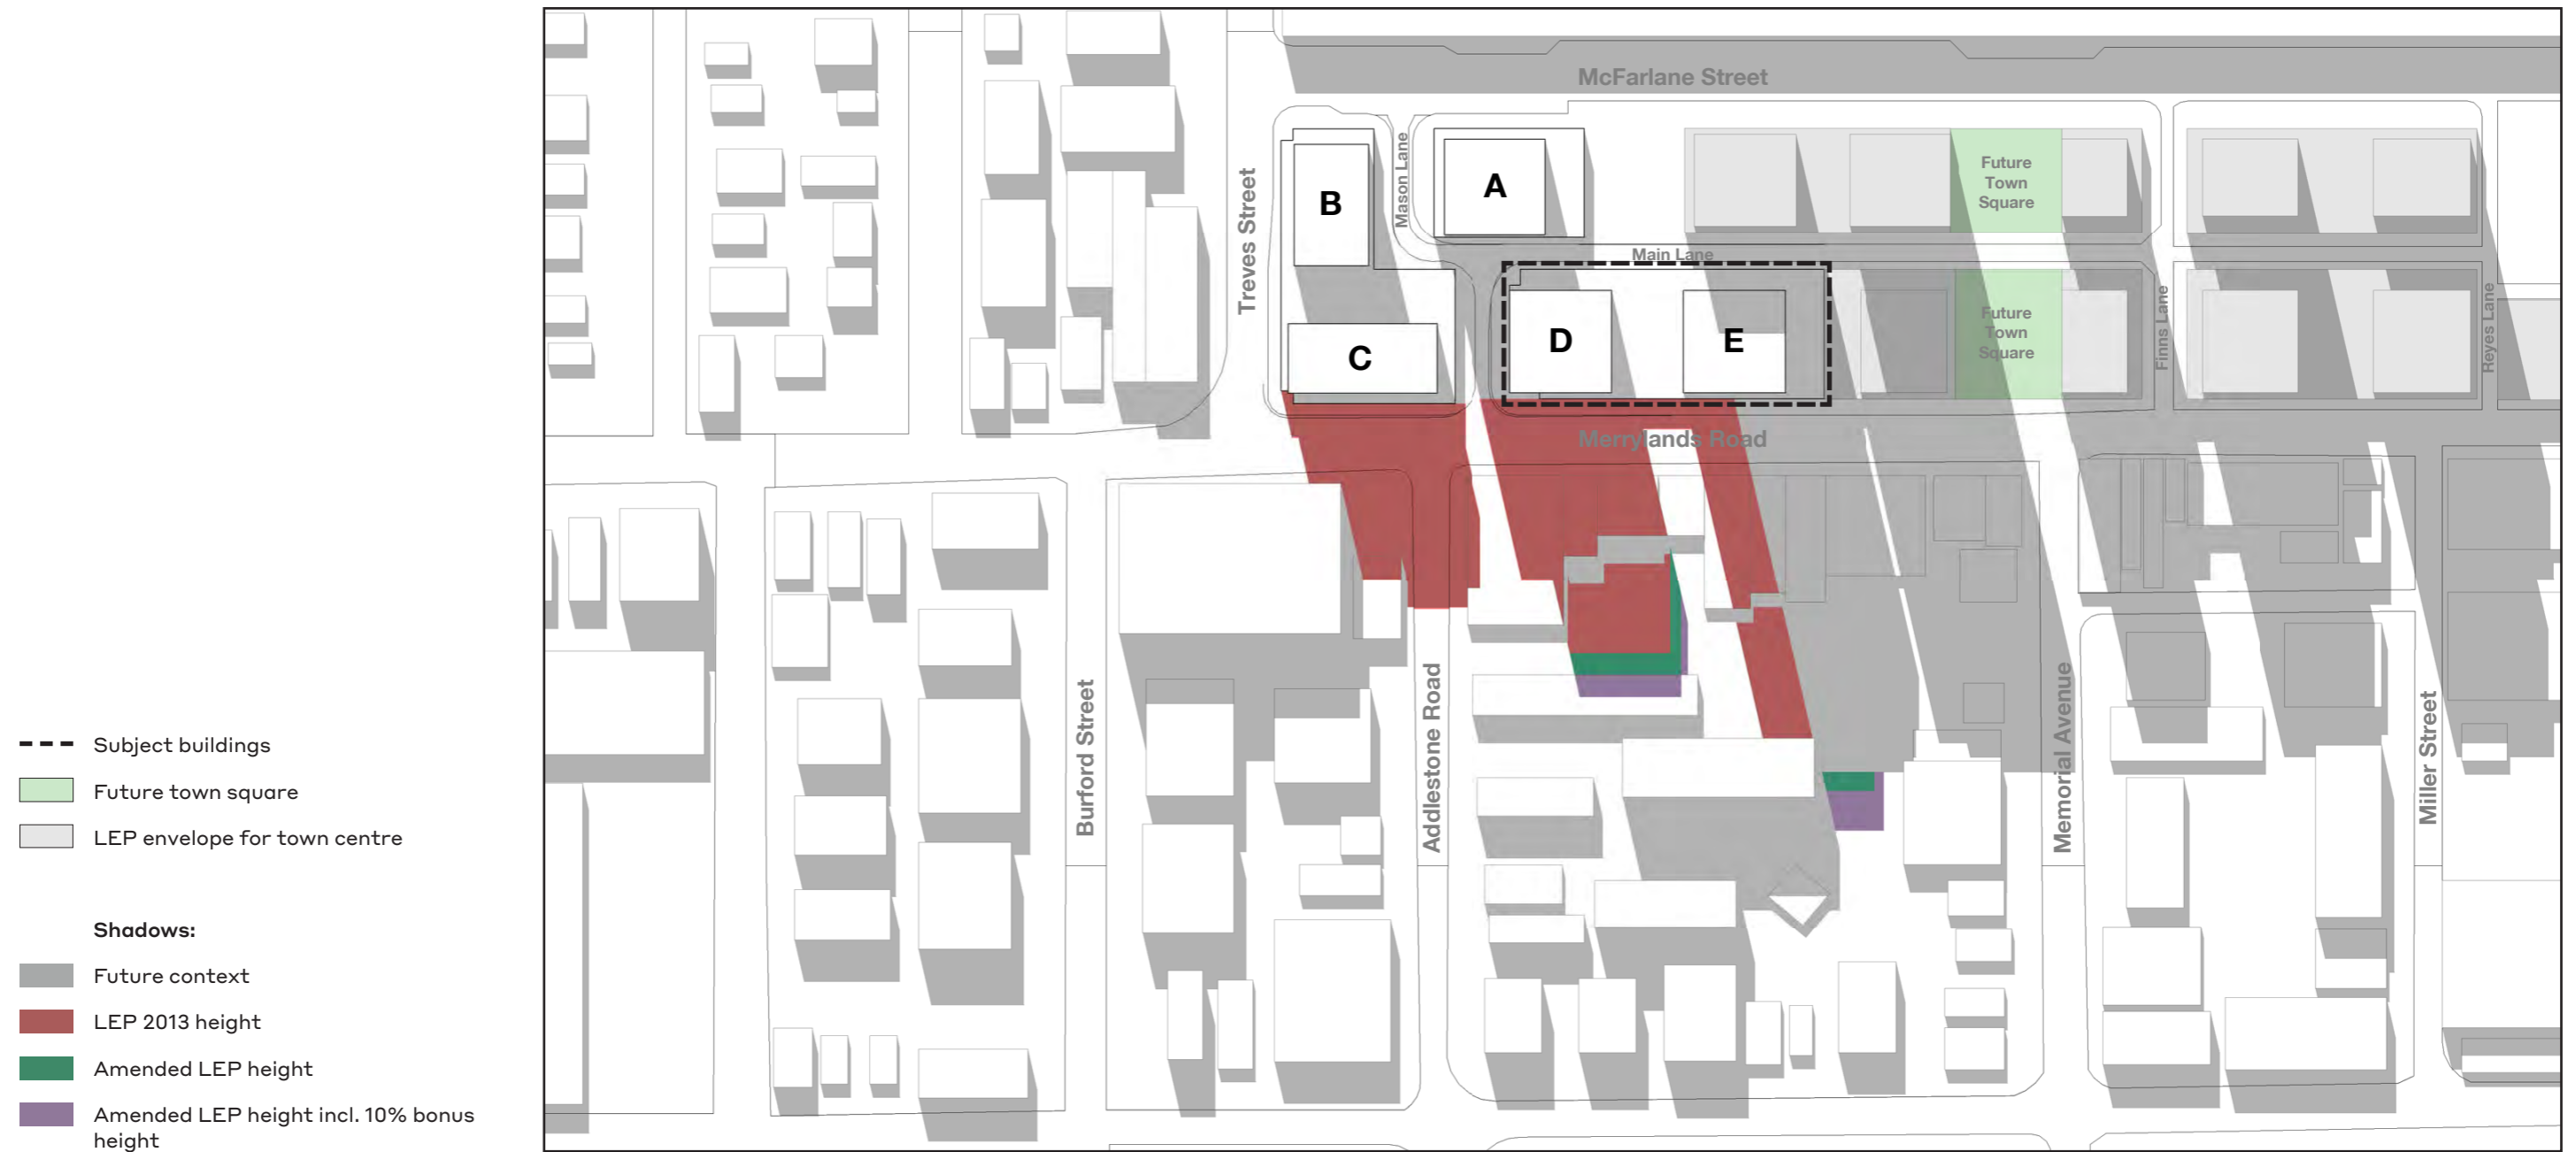 McFarlane Street
Mason Lane
A
B
Future
Town
Square
Treves Street
Main Lane
Future
Town
Square
Finns Lane
Reyes Lane
C
D
E
Merrylands Road
Burford Street
Addlestone Road
Memorial Avenue
Miller Street
Subject buildings
Future town square
LEP envelope for town centre
Shadows:
Future context
LEP 2013 height
Amended LEP height
Amended LEP height incl. 10% bonus
height